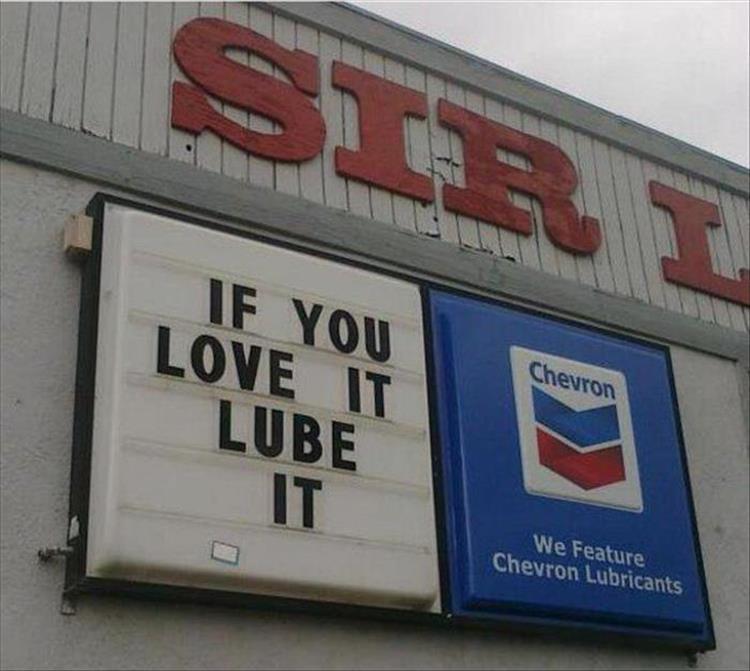 SIR L
IF YOU
LOVE IT
LUBE
IT
Chevron
We Feature
Chevron Lubricants